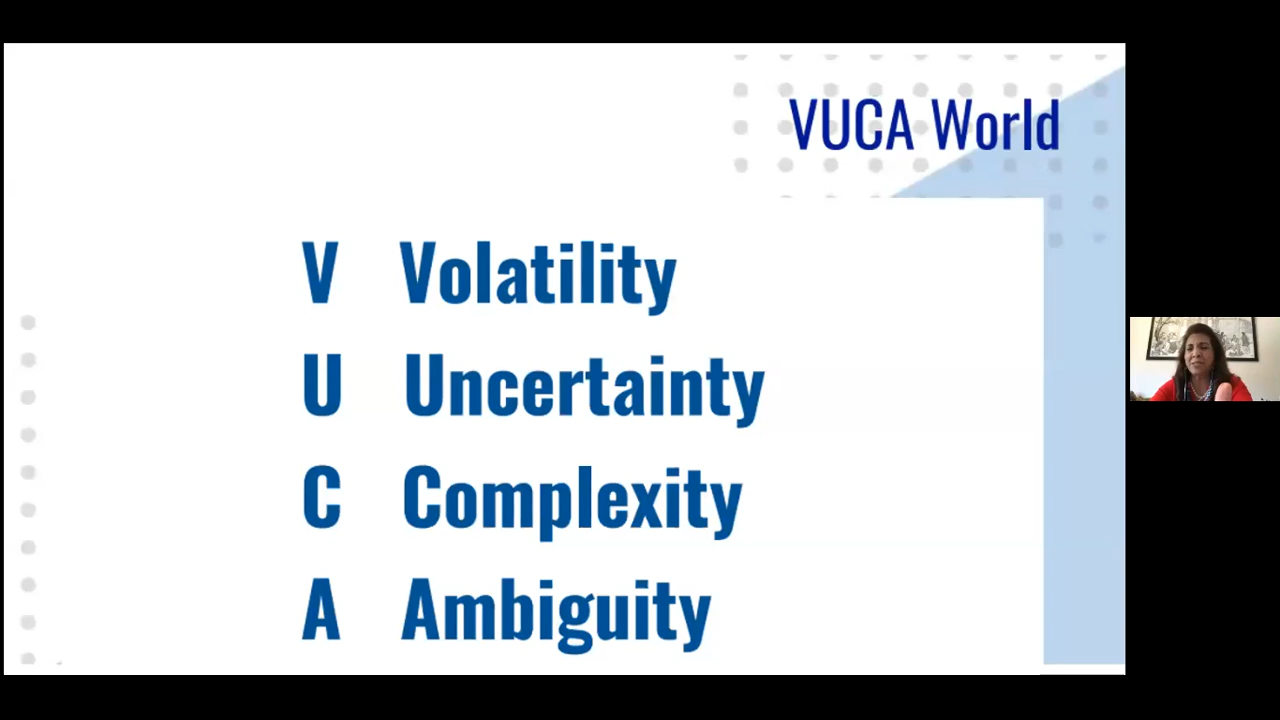 VUCA World
V Volatility
U Uncertainty
C Complexity
A Ambiguity